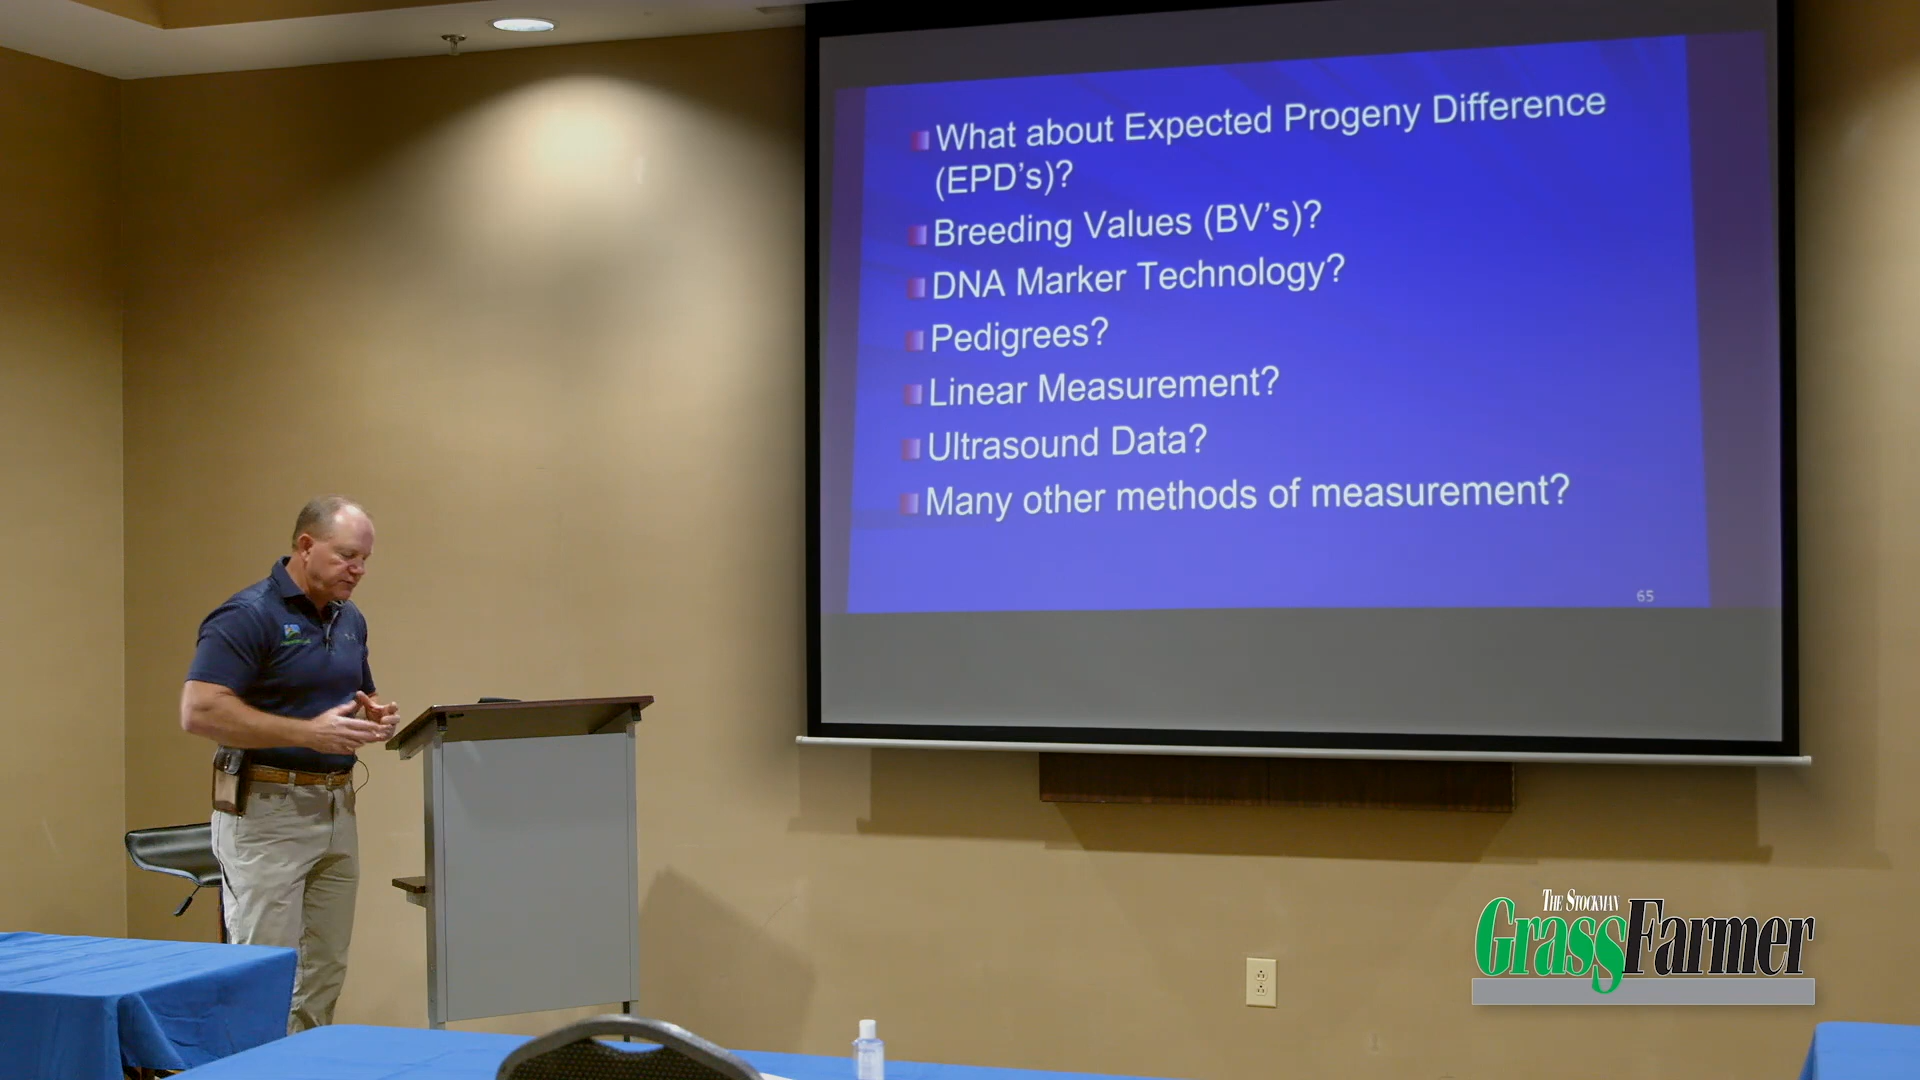 What about Expected Progeny Difference
(EPD's)?
Breeding Values (BV's)?
DNA Marker Technology?
Pedigrees?
Linear Measurement?
Ultrasound Data?
Many other methods of measurement?
65
THE STOCKMAN
GrassFarmer